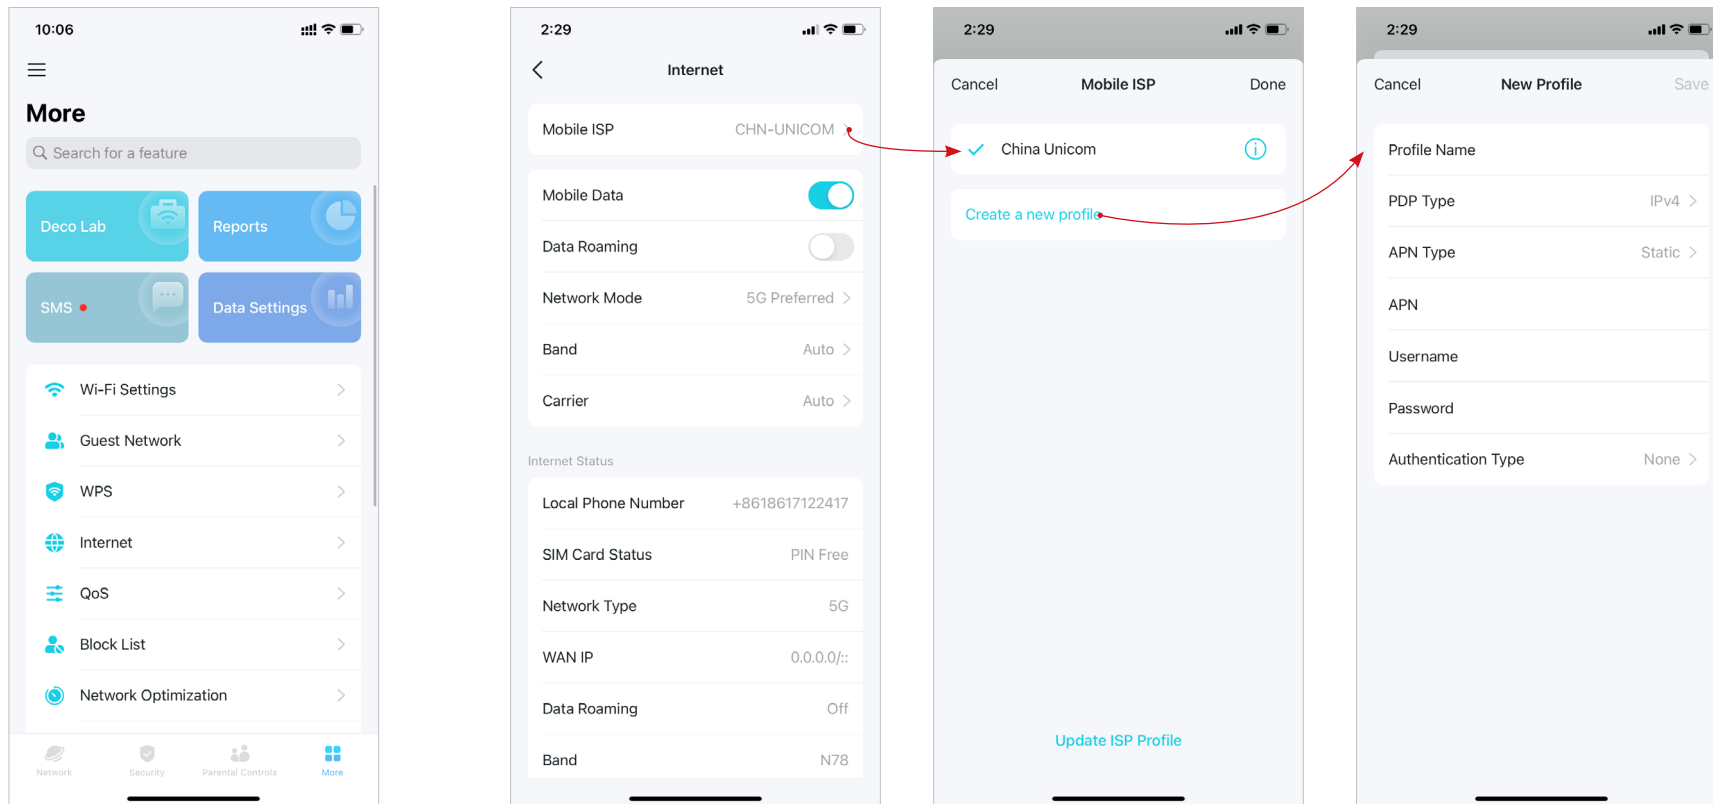 10:06
More
Search for a feature
Deco Lab
Reports
SMS
Data Settings
Wi-Fi Settings
Guest Network
WPS
Internet
QoS
Block List
Network Optimization
Network
Security
Parental Controls
More
2:29
Internet
Mobile ISP CHN-UNICOM
Mobile Data
Data Roaming
Network Mode 5G Preferred
Band Auto
Carrier Auto
Internet Status
Local Phone Number +8618617122417
SIM Card Status PIN Free
Network Type 5G
WAN IP 0.0.0.0/::
Data Roaming Off
Band N78
2:29
Cancel Mobile ISP Done
China Unicom
Create a new profile
Update ISP Profile
2:29
Cancel New Profile Save
Profile Name
PDP Type IPv4
APN Type Static
APN
Username
Password
Authentication Type None